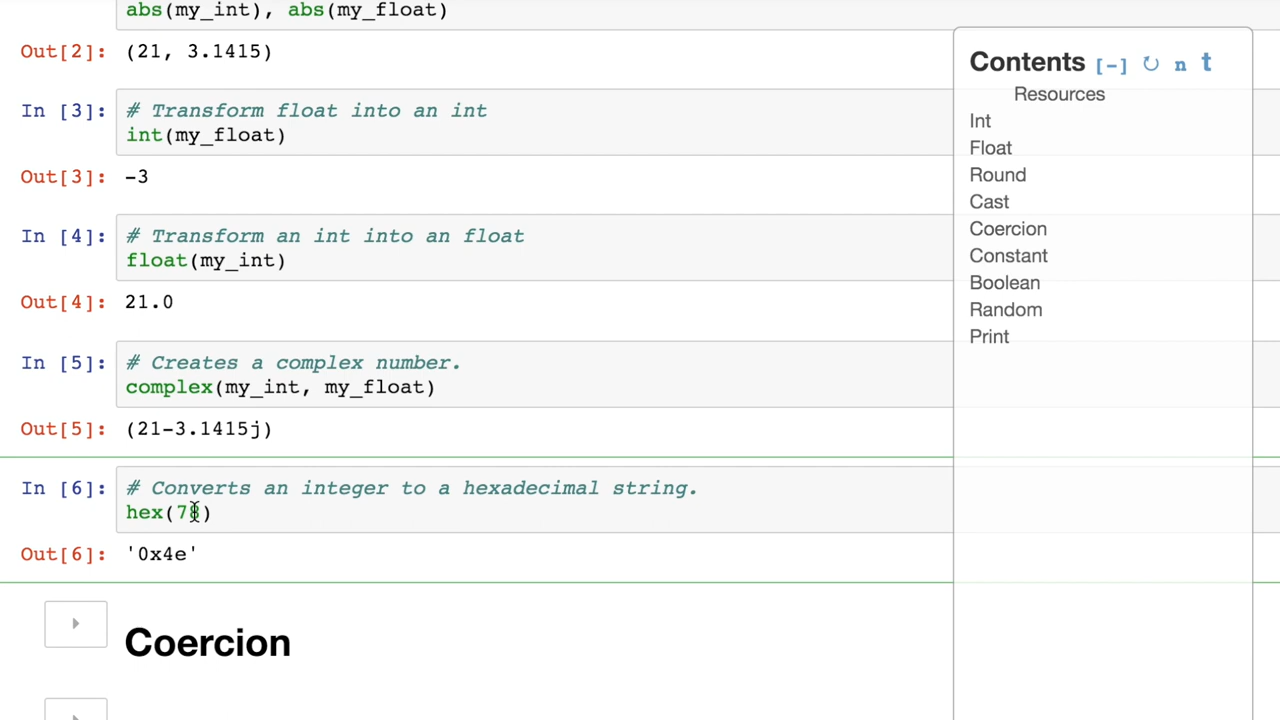 abs(my_int), abs(my_float)
Out[2]: (21, 3.1415)
In [3]: # Transform float into an int
int(my_float)
Out[3]: -3
In [4]: # Transform an int into an float
float(my_int)
Out[4]: 21.0
In [5]: # Creates a complex number.
complex(my_int, my_float)
Out[5]: (21-3.1415j)
In [6]: # Converts an integer to a hexadecimal string.
hex(78)
Out[6]: '0x4e'
Coercion
Contents [-] ↻ n t
Resources
Int
Float
Round
Cast
Coercion
Constant
Boolean
Random
Print